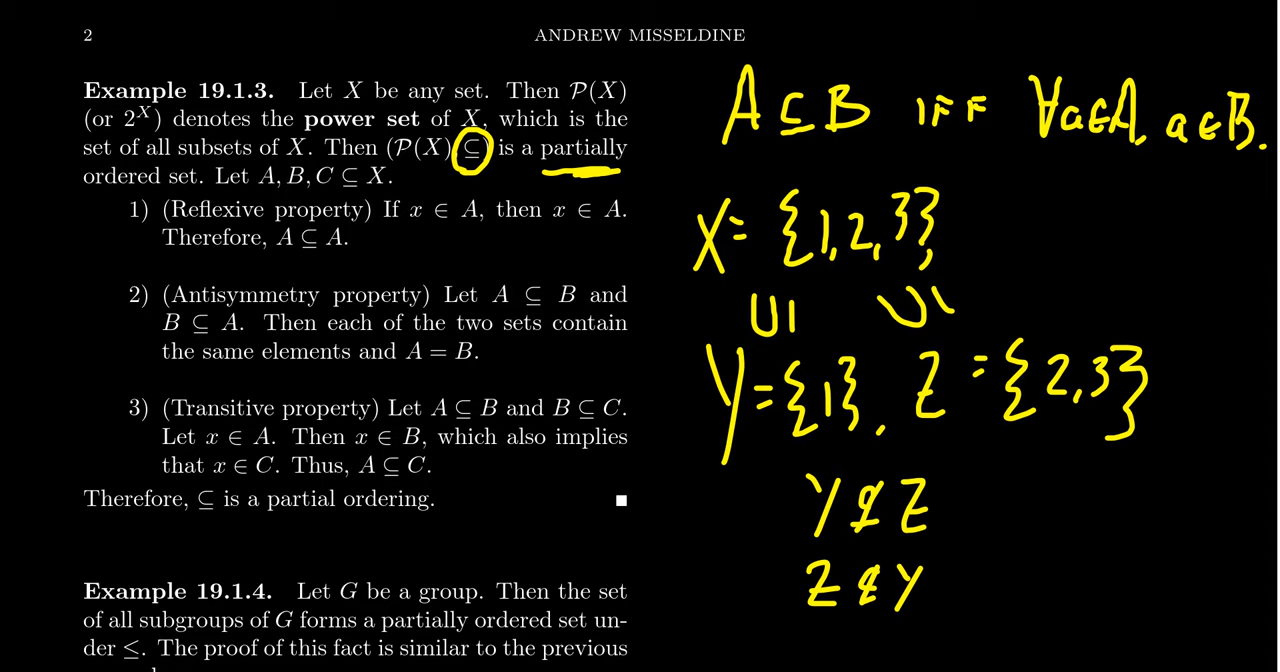 2
ANDREW MISSELDINE
Example 19.1.3. Let X be any set. Then P(X)
(or 2^X) denotes the power set of X, which is the
set of all subsets of X. Then (P(X), ⊆) is a partially
ordered set. Let A, B, C ⊆ X.
1) (Reflexive property) If x ∈ A, then x ∈ A.
Therefore, A ⊆ A.
2) (Antisymmetry property) Let A ⊆ B and
B ⊆ A. Then each of the two sets contain
the same elements and A = B.
3) (Transitive property) Let A ⊆ B and B ⊆ C.
Let x ∈ A. Then x ∈ B, which also implies
that x ∈ C. Thus, A ⊆ C.
Therefore, ⊆ is a partial ordering. ■
Example 19.1.4. Let G be a group. Then the set
of all subgroups of G forms a partially ordered set un-
der ≤. The proof of this fact is similar to the previous
A ⊆ B IFF ∀a∈A, a∈B.
X = {1, 2, 3},
UI UI
Y = {1}, Z = {2, 3}
Y ⊈ Z
Z ⊈ Y